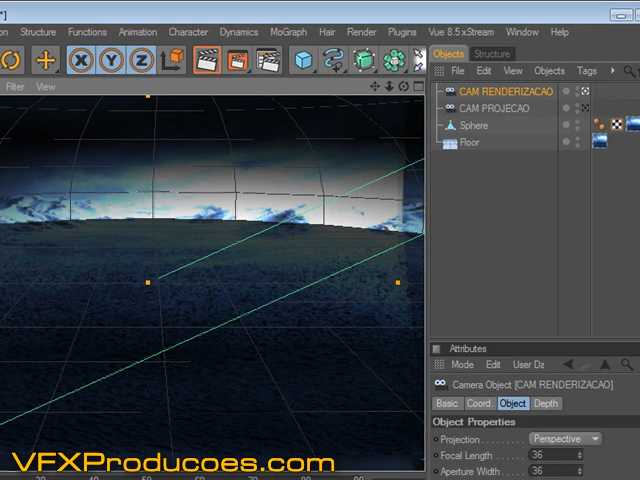 *]
on Structure Functions Animation Character Dynamics MoGraph Hair Render Plugins Vue 8.5 xStream Window Help
X Y Z
Objects Structure
File Edit View Objects Tags
Filter View
CAM RENDERIZACAO
CAM PROJECAO
Sphere
Floor
Attributes
Mode Edit User Da
Camera Object [CAM RENDERIZACAO]
Basic Coord. Object Depth
Object Properties
Projection . . . . . . . Perspective
Focal Length . . . . 36
Aperture Width . . . 36
VFXProducoes.com